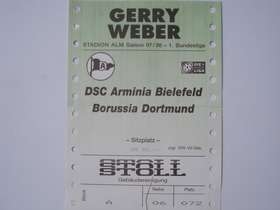 GERRY
WEBER
STADION ALM Saison 97/98 – 1. Bundesliga
A
DSC Arminia Bielefeld
Borussia Dortmund
– Sitzplatz –
STOLL
STOLL
Gebäudereinigung
Block
Reihe
Platz
A
06
072